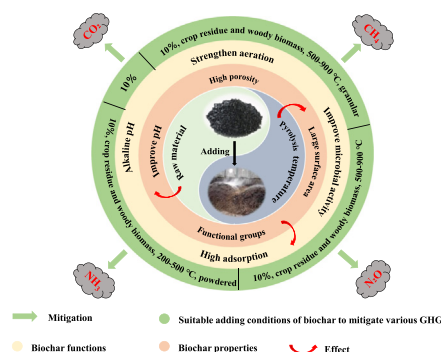 CO₂
CH₄
10%, crop residue and woody biomass, 500-900 ℃, granular
10%
Strengthen aeration
High porosity
Alkaline pH
Improve pH
Raw material
Pyrolysis temperature
Large surface area
Improve microbial activity
Adding
10%, crop residue and woody biomass, 200-500 ℃, powdered
10%, crop residue and woody biomass, 500-900 ℃
Functional groups
High adsorption
NH₃
N₂O
Mitigation
Suitable adding conditions of biochar to mitigate various GHG
Biochar functions
Biochar properties
Effect